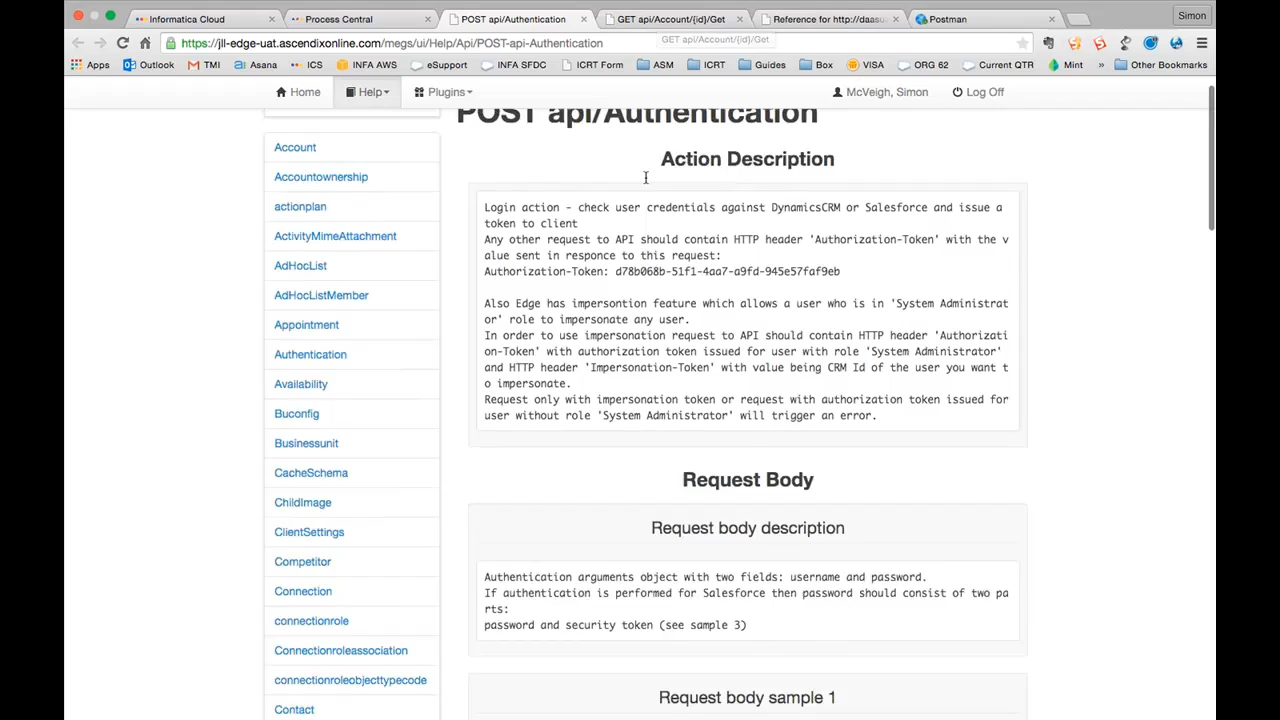 Informatica Cloud
Process Central
POST api/Authentication
GET api/Account/{id}/Get
Reference for http://daasu
Postman
Simon
https://jll-edge-uat.ascendixonline.com/megs/ui/Help/Api/POST-api-Authentication
GET api/Account/{id}/Get
Apps
Outlook
TMI
Asana
ICS
INFA AWS
eSupport
INFA SFDC
ICRT Form
ASM
ICRT
Guides
Box
VISA
ORG 62
Current QTR
Mint
»
Other Bookmarks
Home
Help
Plugins
McVeigh, Simon
Log Off
Account
Accountownership
actionplan
ActivityMimeAttachment
AdHocList
AdHocListMember
Appointment
Authentication
Availability
Buconfig
Businessunit
CacheSchema
ChildImage
ClientSettings
Competitor
Connection
connectionrole
Connectionroleassociation
connectionroleobjecttypecode
Contact
POST api/Authentication
Action Description
Login action - check user credentials against DynamicsCRM or Salesforce and issue a
token to client
Any other request to API should contain HTTP header 'Authorization-Token' with the v
alue sent in responce to this request:
Authorization-Token: d78b068b-51f1-4aa7-a9fd-945e57faf9eb
Also Edge has impersontion feature which allows a user who is in 'System Administrat
or' role to impersonate any user.
In order to use impersonation request to API should contain HTTP header 'Authorizati
on-Token' with authorization token issued for user with role 'System Administrator'
and HTTP header 'Impersonation-Token' with value being CRM Id of the user you want t
o impersonate.
Request only with impersonation token or request with authorization token issued for
user without role 'System Administrator' will trigger an error.
Request Body
Request body description
Authentication arguments object with two fields: username and password.
If authentication is performed for Salesforce then password should consist of two pa
rts:
password and security token (see sample 3)
Request body sample 1